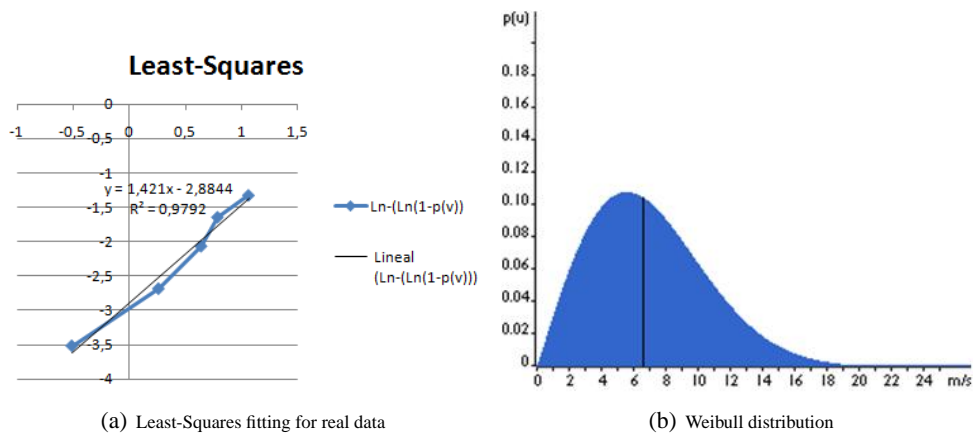 Least-Squares
0
-1
-0,5
0
0,5
1
1,5
-0,5
-1
-1,5
-2
-2,5
-3
-3,5
-4
y = 1,421x - 2,8844
R² = 0,9792
Ln-(Ln(1-p(v))
Lineal
(Ln-(Ln(1-p(v)))
(a) Least-Squares fitting for real data
p(u)
0.18
0.16
0.14
0.12
0.10
0.08
0.06
0.04
0.02
0
0 2 4 6 8 10 12 14 16 18 20 22 24 m/s
(b) Weibull distribution